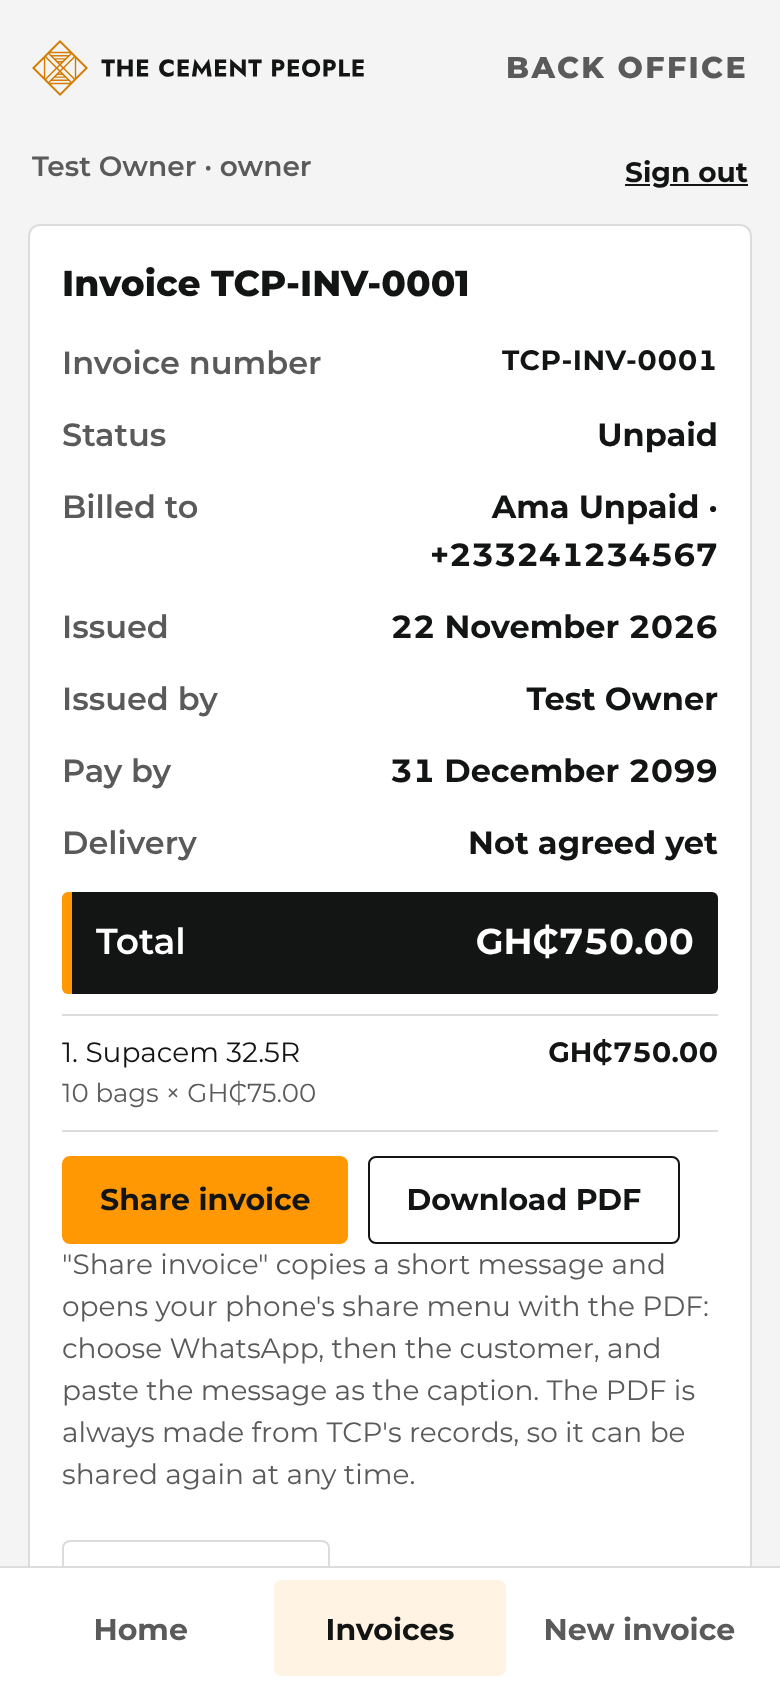 THE CEMENT PEOPLE
BACK OFFICE
Test Owner · owner
Sign out
Invoice TCP-INV-0001
Invoice number TCP-INV-0001
Status Unpaid
Billed to Ama Unpaid ·
+233241234567
Issued 22 November 2026
Issued by Test Owner
Pay by 31 December 2099
Delivery Not agreed yet
Total GH₵750.00
1. Supacem 32.5R GH₵750.00
10 bags × GH₵75.00
Share invoice Download PDF
"Share invoice" copies a short message and
opens your phone's share menu with the PDF:
choose WhatsApp, then the customer, and
paste the message as the caption. The PDF is
always made from TCP's records, so it can be
shared again at any time.
Home Invoices New invoice